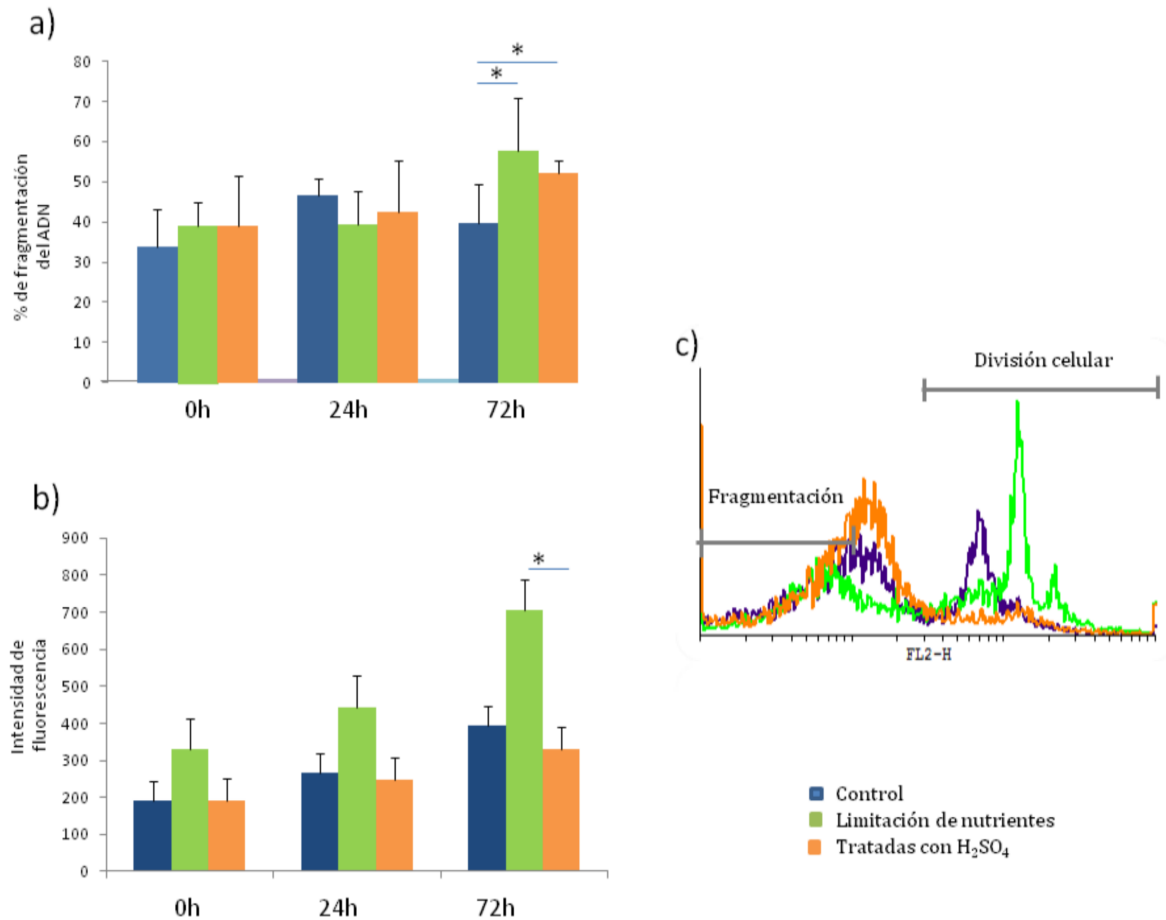 a)
% de fragmentación
del ADN
80
70
60
50
40
30
20
10
0
*
*
0h
24h
72h
b)
Intensidad de
fluorescencia
900
800
700
600
500
400
300
200
100
0
*
0h
24h
72h
c)
División celular
Fragmentación
FL2-H
Control
Limitación de nutrientes
Tratadas con H₂SO₄